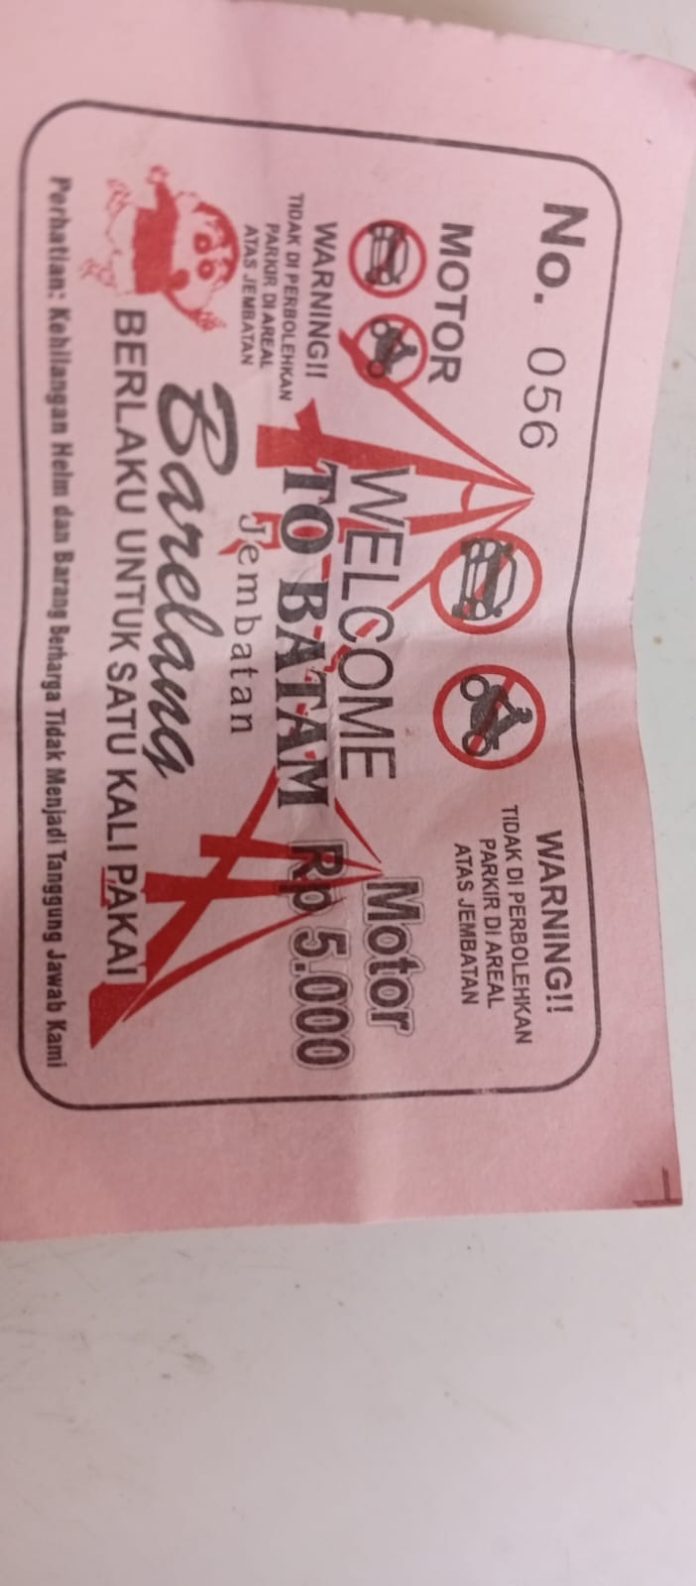 No. 056
WARNING!!
TIDAK DI PERBOLEHKAN
PARKIR DI AREAL
ATAS JEMBATAN
MOTOR
WARNING!!
TIDAK DI PERBOLEHKAN
PARKIR DI AREAL
ATAS JEMBATAN
WELCOME
TO BATAM
Motor
Rp 5.000
Jembatan
Barelang
BERLAKU UNTUK SATU KALI PAKAI
Perhatian: Kehilangan Helm dan Barang Berharga Tidak Menjadi Tanggung Jawab Kami